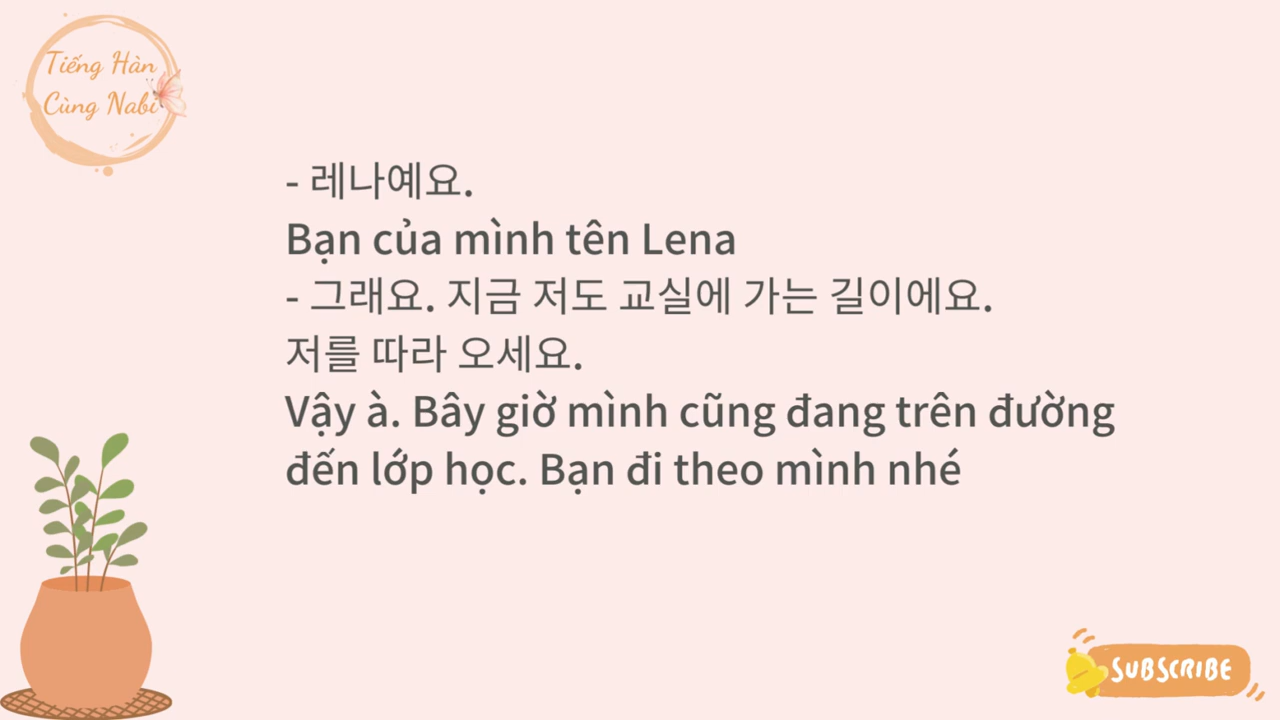 Tiếng Hàn
Cùng Nabi
- 레나예요.
Bạn của mình tên Lena
- 그래요. 지금 저도 교실에 가는 길이에요.
저를 따라 오세요.
Vậy à. Bây giờ mình cũng đang trên đường
đến lớp học. Bạn đi theo mình nhé
SUBSCRIBE